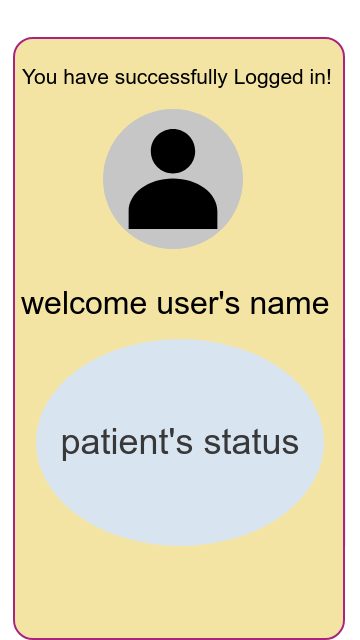 You have successfully Logged in!
welcome user's name
patient's status